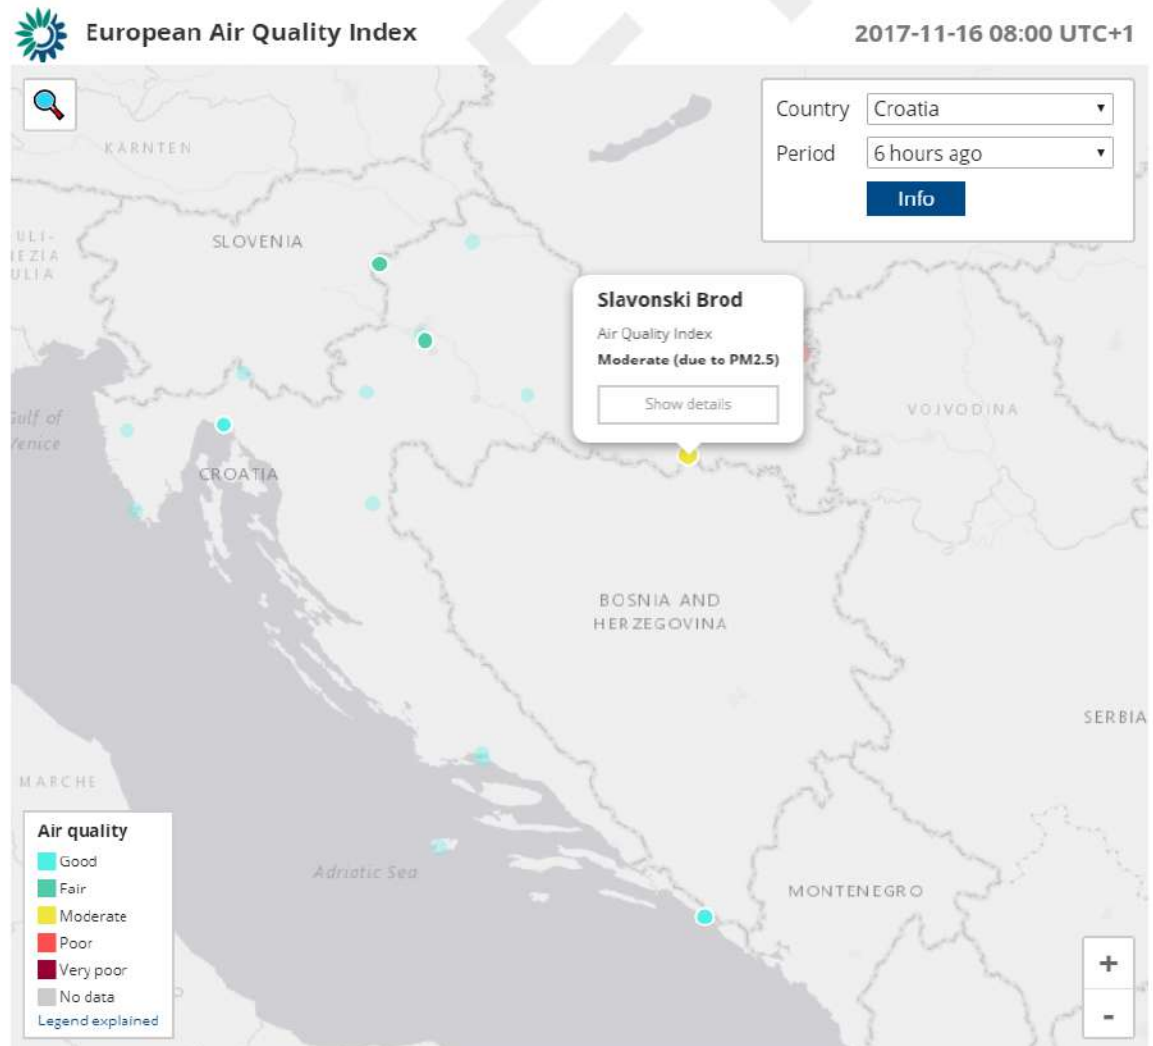 European Air Quality Index
2017-11-16 08:00 UTC+1
Country Croatia
Period 6 hours ago
Info
KARNTEN
SLOVENIA
Slavonski Brod
Air Quality Index
Moderate (due to PM2.5)
Show details
VOJVODINA
Gulf of
Venice
CROATIA
BOSNIA AND
HERZEGOVINA
SERBIA
MARCHE
Adriatic Sea
MONTENEGRO
Air quality
Good
Fair
Moderate
Poor
Very poor
No data
Legend explained
+
-